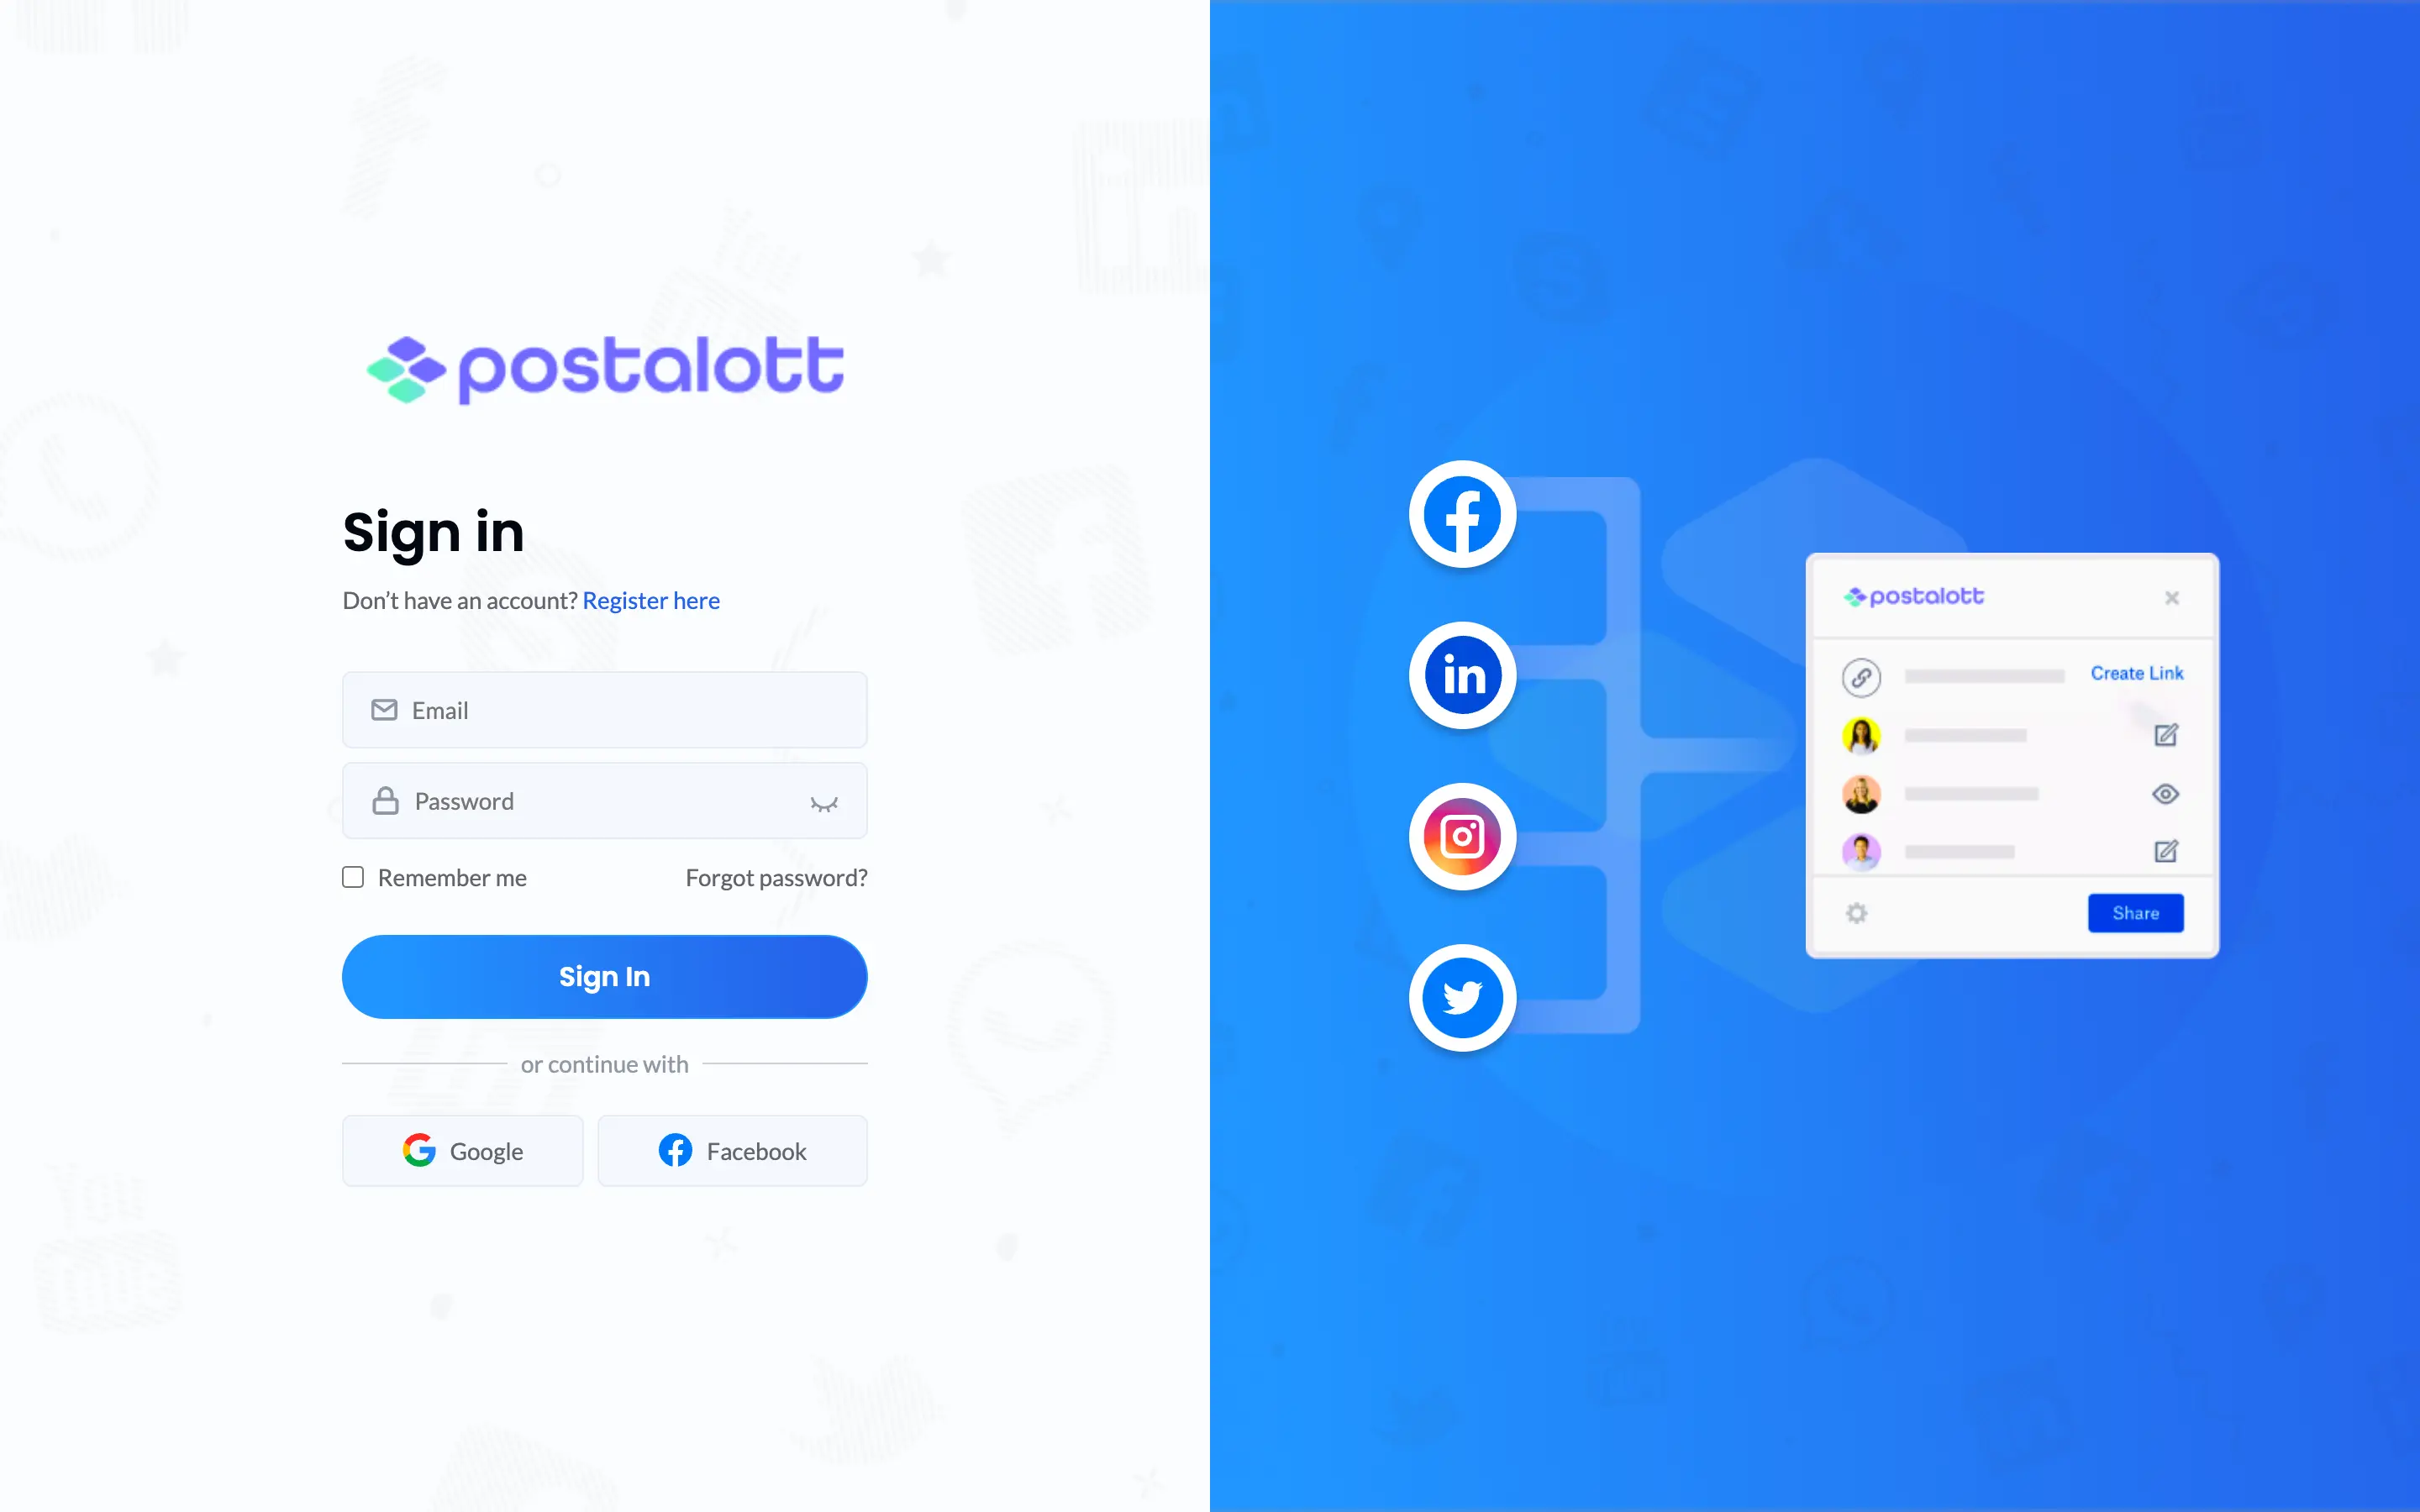 postalott
Sign in
Don’t have an account? Register here
Email
Password
Remember me
Forgot password?
Sign In
or continue with
Google
Facebook
in
postalott
Create Link
Share